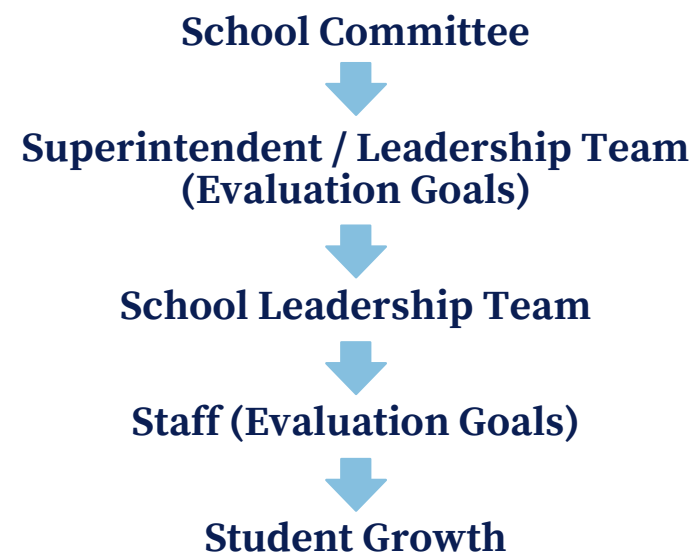 School Committee
Superintendent / Leadership Team
(Evaluation Goals)
School Leadership Team
Staff (Evaluation Goals)
Student Growth